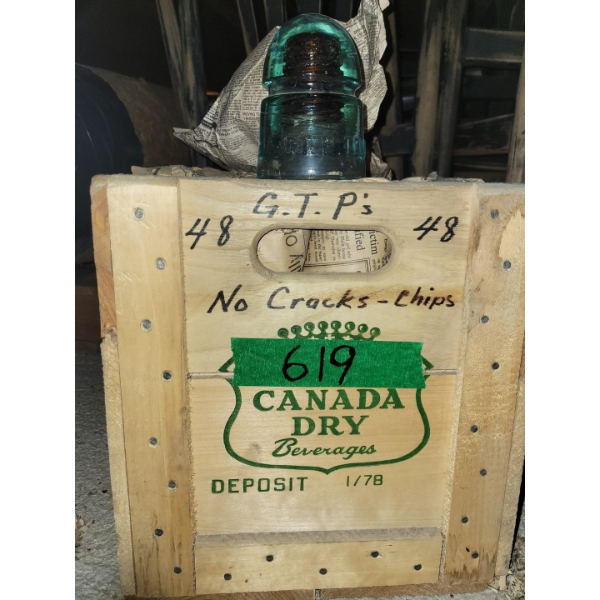 G.T.P's
48 48
No Cracks - Chips
619
CANADA
DRY
Beverages
DEPOSIT 1/78